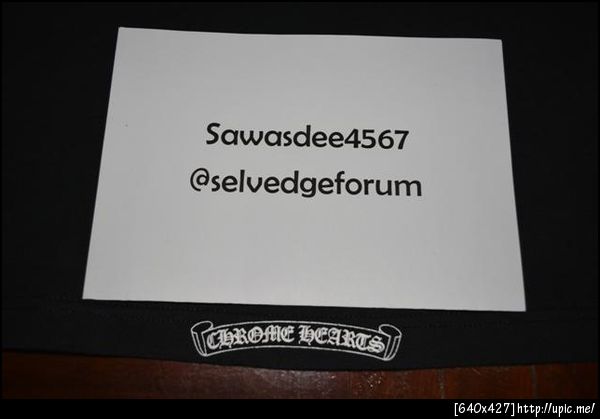 Sawasdee4567
@selvedgeforum
CHROME HEARTS
[640x427]http://upic.me/